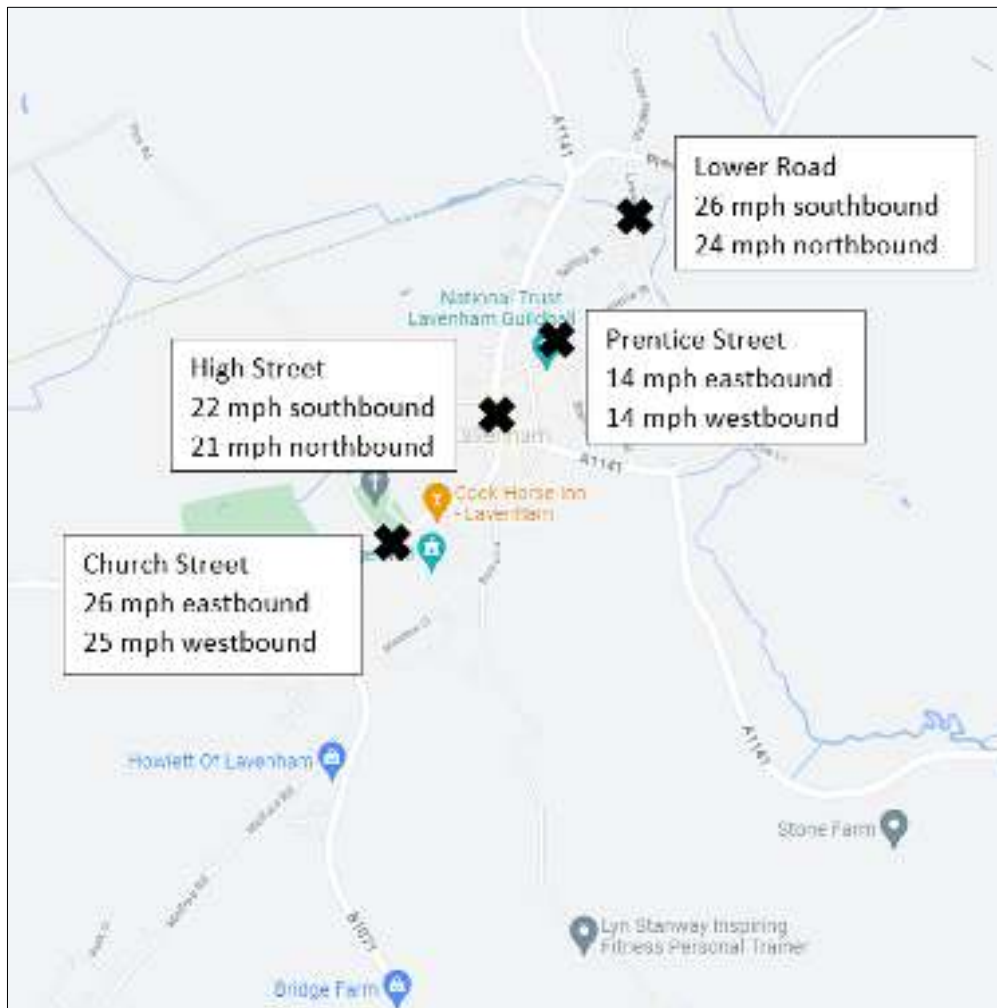 A1141
Lower Road
26 mph southbound
24 mph northbound
National Trust
Lavenham Guildhall
Prentice Street
14 mph eastbound
14 mph westbound
High Street
22 mph southbound
21 mph northbound
A1141
Cock Horse Inn
- Lavenham
Church Street
26 mph eastbound
25 mph westbound
A1141
Howlett Of Lavenham
Stone Farm
Lyn Stanway Inspiring
Fitness Personal Trainer
B1071
Bridge Farm